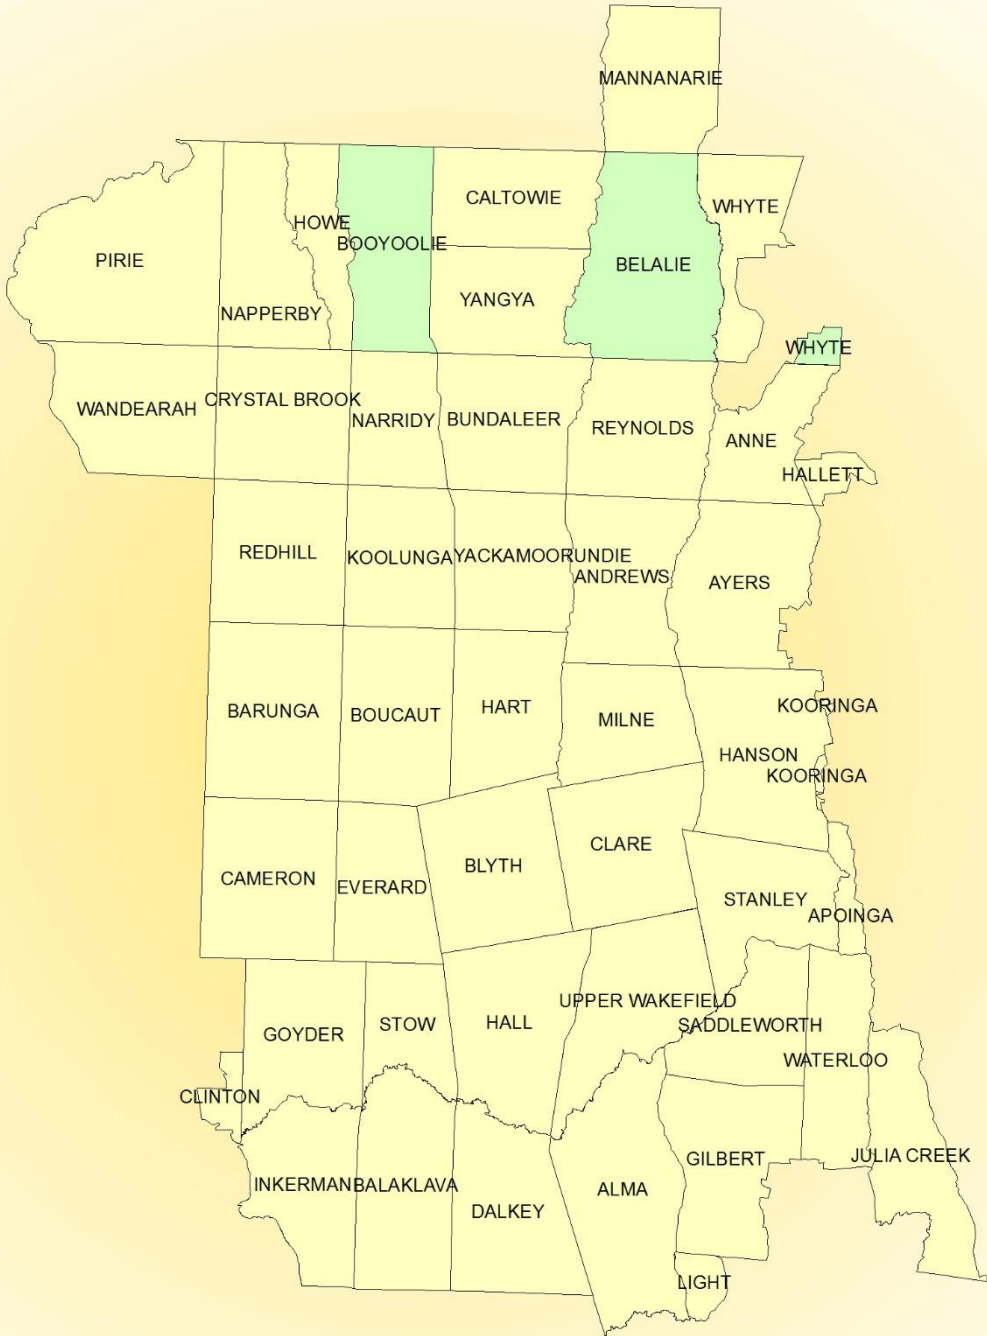 MANNANARIE
CALTOWIE
WHYTE
HOWE
BOOYOOLIE
PIRIE
BELALIE
YANGYA
NAPPERBY
WHYTE
CRYSTAL BROOK
WANDEARAH
NARRIDY
BUNDALEER
REYNOLDS
ANNE
HALLETT
REDHILL
KOOLUNGA
YACKAMOORUNDIE
ANDREWS
AYERS
BARUNGA
BOUCAUT
HART
MILNE
KOORINGA
HANSON
KOORINGA
CLARE
BLYTH
CAMERON
EVERARD
STANLEY
APOINGA
UPPER WAKEFIELD
GOYDER
STOW
HALL
SADDLEWORTH
WATERLOO
CLINTON
GILBERT
JULIA CREEK
INKERMAN
BALAKLAVA
ALMA
DALKEY
LIGHT